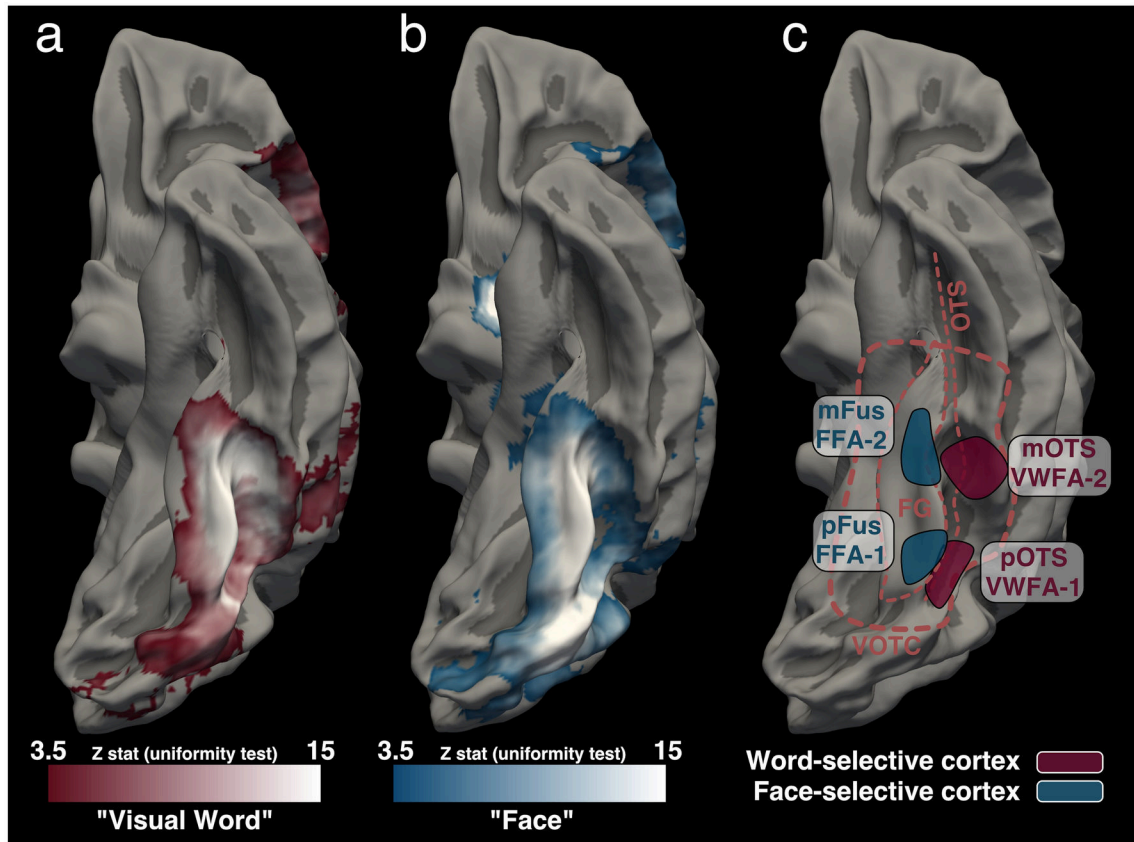 a
b
c
OTS
mFus
FFA-2
mOTS
VWFA-2
FG
pFus
FFA-1
pOTS
VWFA-1
VOTC
3.5 Z stat (uniformity test) 15
"Visual Word"
3.5 Z stat (uniformity test) 15
"Face"
Word-selective cortex
Face-selective cortex